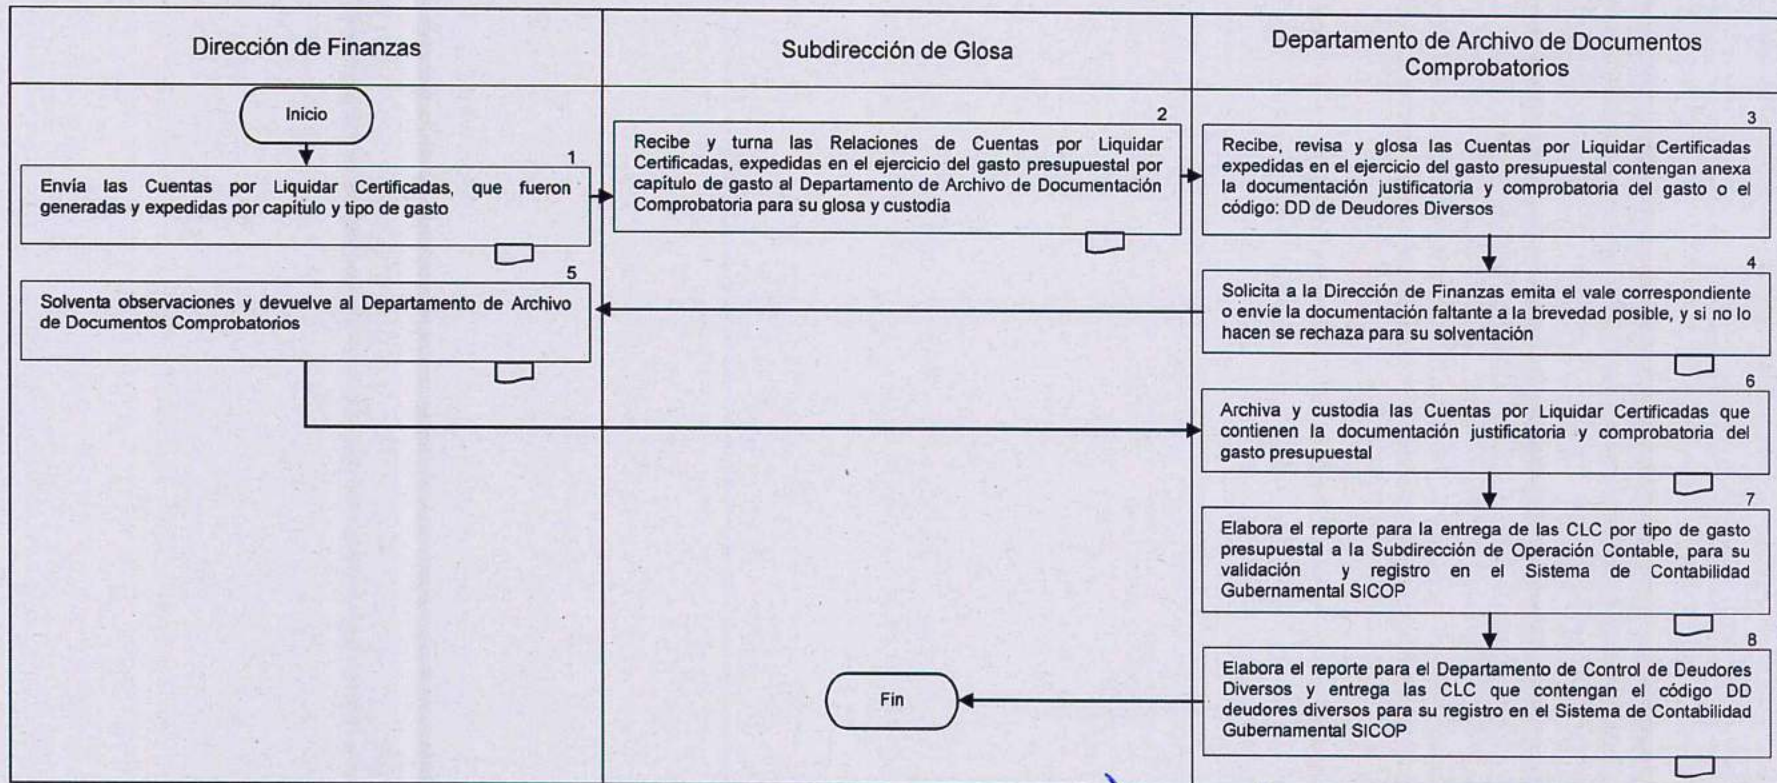 Dirección de Finanzas
Subdirección de Glosa
Departamento de Archivo de Documentos
Comprobatorios
Inicio
1
Envía las Cuentas por Liquidar Certificadas, que fueron
generadas y expedidas por capítulo y tipo de gasto
2
Recibe y turna las Relaciones de Cuentas por Liquidar
Certificadas, expedidas en el ejercicio del gasto presupuestal por
capítulo de gasto al Departamento de Archivo de Documentación
Comprobatoria para su glosa y custodia
3
Recibe, revisa y glosa las Cuentas por Liquidar Certificadas
expedidas en el ejercicio del gasto presupuestal contengan anexa
la documentación justificatoria y comprobatoria del gasto o el
código: DD de Deudores Diversos
4
Solicita a la Dirección de Finanzas emita el vale correspondiente
o envíe la documentación faltante a la brevedad posible, y si no lo
hacen se rechaza para su solventación
5
Solventa observaciones y devuelve al Departamento de Archivo
de Documentos Comprobatorios
6
Archiva y custodia las Cuentas por Liquidar Certificadas que
contienen la documentación justificatoria y comprobatoria del
gasto presupuestal
7
Elabora el reporte para la entrega de las CLC por tipo de gasto
presupuestal a la Subdirección de Operación Contable, para su
validación y registro en el Sistema de Contabilidad
Gubernamental SICOP
8
Elabora el reporte para el Departamento de Control de Deudores
Diversos y entrega las CLC que contengan el código DD
deudores diversos para su registro en el Sistema de Contabilidad
Gubernamental SICOP
Fin